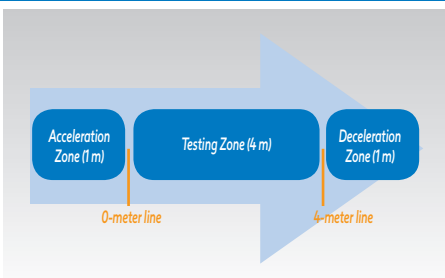 Acceleration
Zone (1 m)
Testing Zone (4 m)
Deceleration
Zone (1 m)
0-meter line
4-meter line